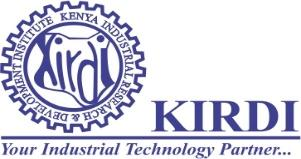 KENYA INDUSTRIAL RESEARCH & DEVELOPMENT INSTITUTE
Kirdi
KIRDI
Your Industrial Technology Partner...